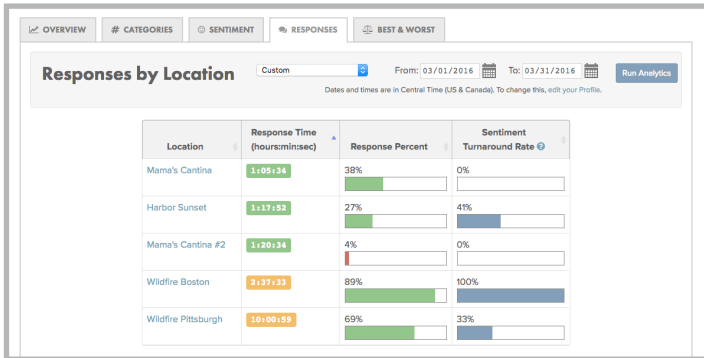 OVERVIEW
# CATEGORIES
SENTIMENT
RESPONSES
BEST & WORST
Responses by Location
Custom
From: 03/01/2016
To: 03/31/2016
Run Analytics
Dates and times are in Central Time (US & Canada). To change this, edit your Profile.
Location
Response Time
(hours:min:sec)
Response Percent
Sentiment
Turnaround Rate ?
Mama's Cantina
1:05:34
38%
0%
Harbor Sunset
1:17:52
27%
41%
Mama's Cantina #2
1:20:34
4%
0%
Wildfire Boston
2:37:33
89%
100%
Wildfire Pittsburgh
10:00:59
69%
33%